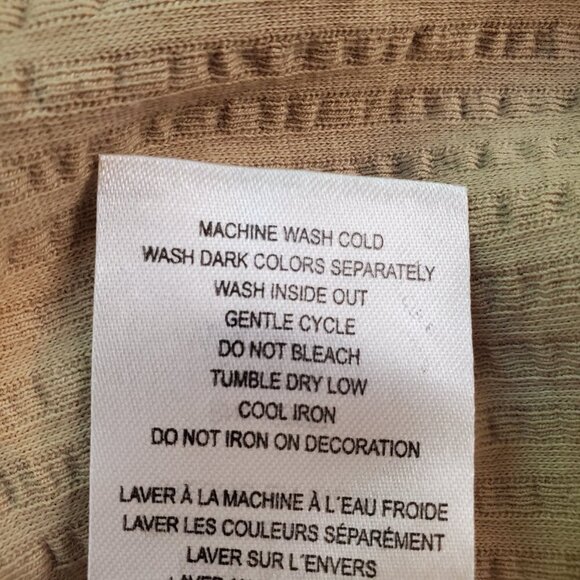 MACHINE WASH COLD
WASH DARK COLORS SEPARATELY
WASH INSIDE OUT
GENTLE CYCLE
DO NOT BLEACH
TUMBLE DRY LOW
COOL IRON
DO NOT IRON ON DECORATION
LAVER À LA MACHINE À L'EAU FROIDE
LAVER LES COULEURS SÉPARÉMENT
LAVER SUR L'ENVERS
LAVER